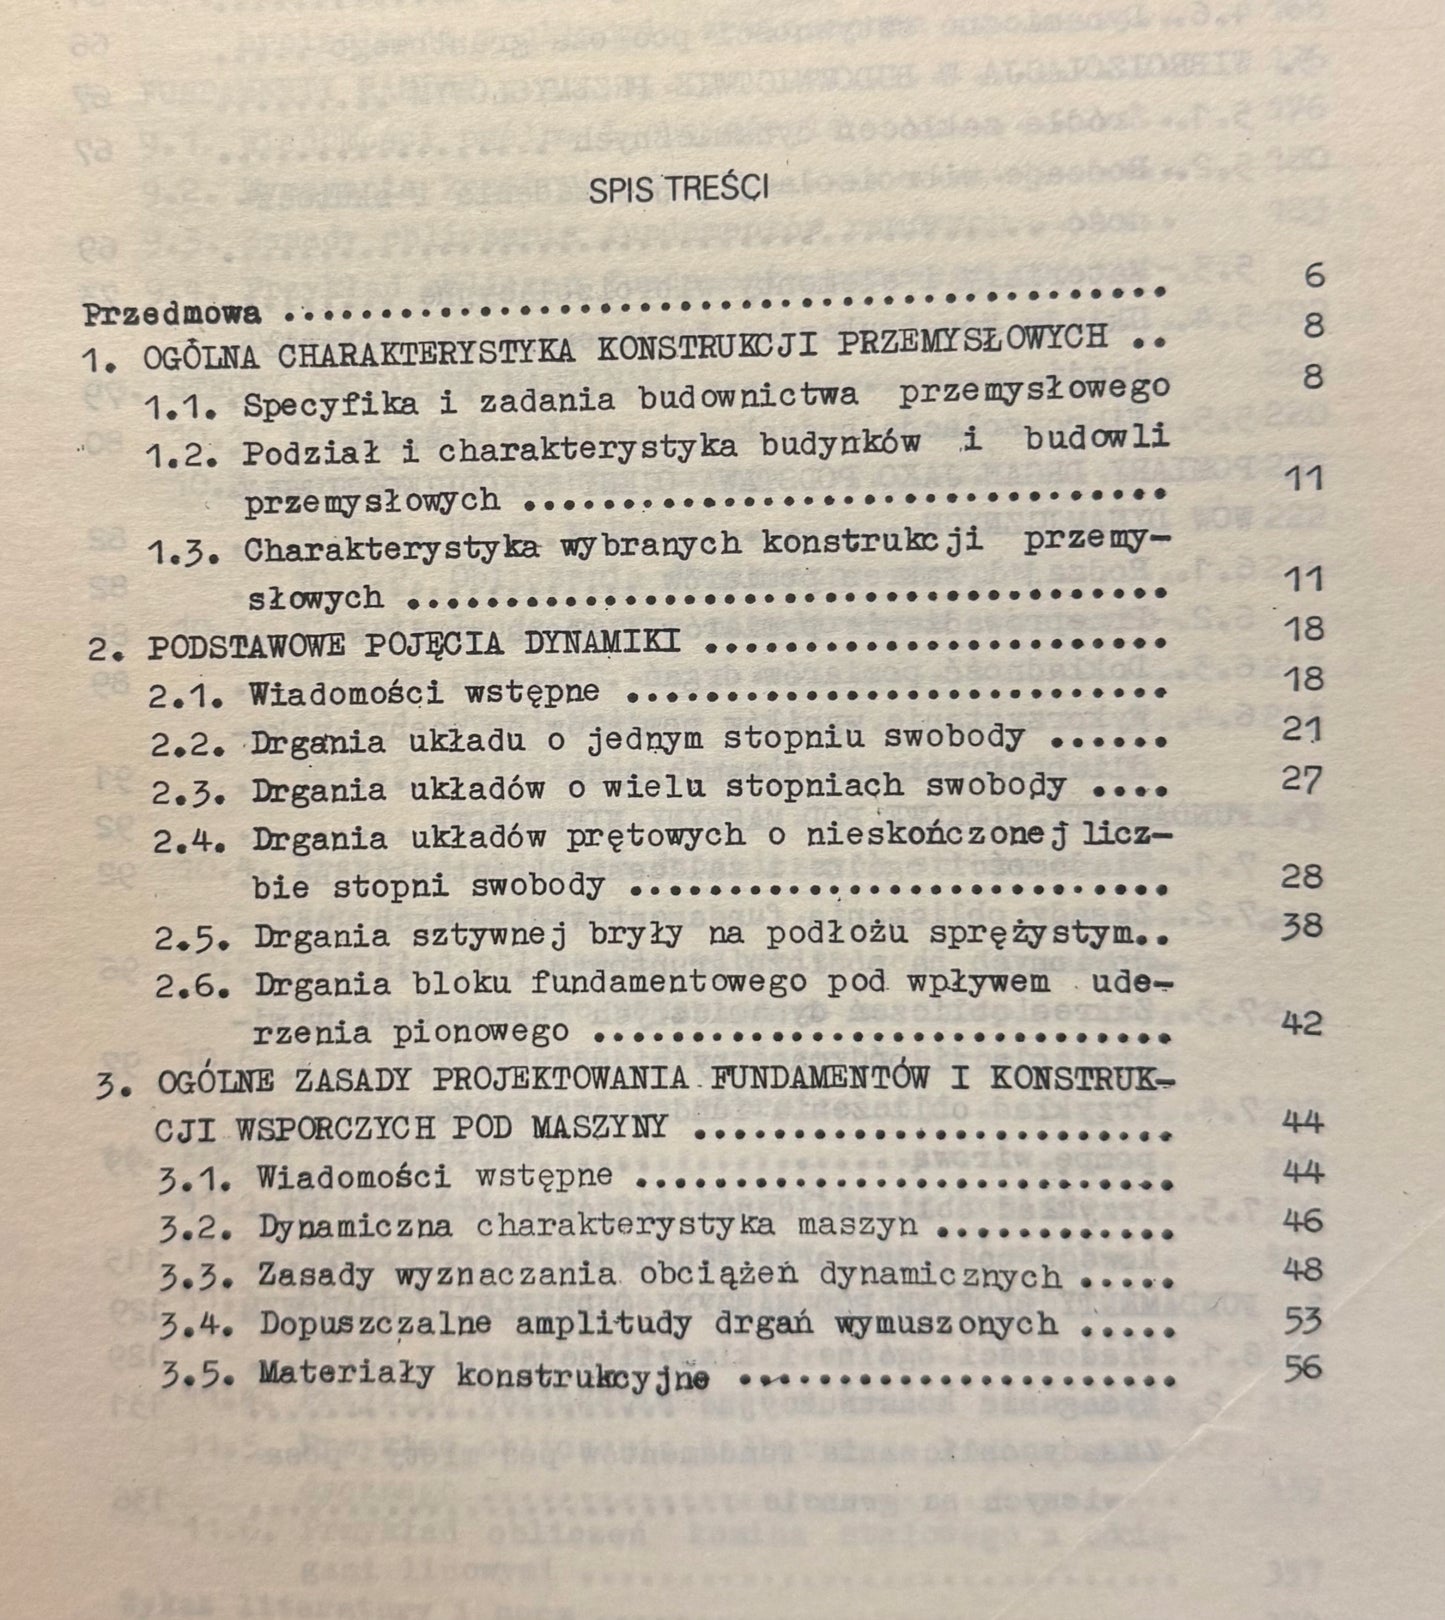 SPIS TREŚCI
Przedmowa ............................................. 6
1. OGÓLNA CHARAKTERYSTYKA KONSTRUKCJI PRZEMYSŁOWYCH .. 8
1.1. Specyfika i zadania budownictwa przemysłowego 8
1.2. Podział i charakterystyka budynków i budowli
przemysłowych ................................. 11
1.3. Charakterystyka wybranych konstrukcji przemy-
słowych ....................................... 11
2. PODSTAWOWE POJĘCIA DYNAMIKI ........................ 18
2.1. Wiadomości wstępne ............................ 18
2.2. Drgania układu o jednym stopniu swobody ...... 21
2.3. Drgania układów o wielu stopniach swobody .... 27
2.4. Drgania układów prętowych o nieskończonej licz-
bie stopni swobody ............................ 28
2.5. Drgania sztywnej bryły na podłożu sprężystym.. 38
2.6. Drgania bloku fundamentowego pod wpływem ude-
rzenia pionowego .............................. 42
3. OGÓLNE ZASADY PROJEKTOWANIA FUNDAMENTÓW I KONSTRUK-
CJI WSPORCZYCH POD MASZYNY ......................... 44
3.1. Wiadomości wstępne ............................ 44
3.2. Dynamiczna charakterystyka maszyn ............ 46
3.3. Zasady wyznaczania obciążeń dynamicznych ..... 48
3.4. Dopuszczalne amplitudy drgań wymuszonych ..... 53
3.5. Materiały konstrukcyjne ....................... 56